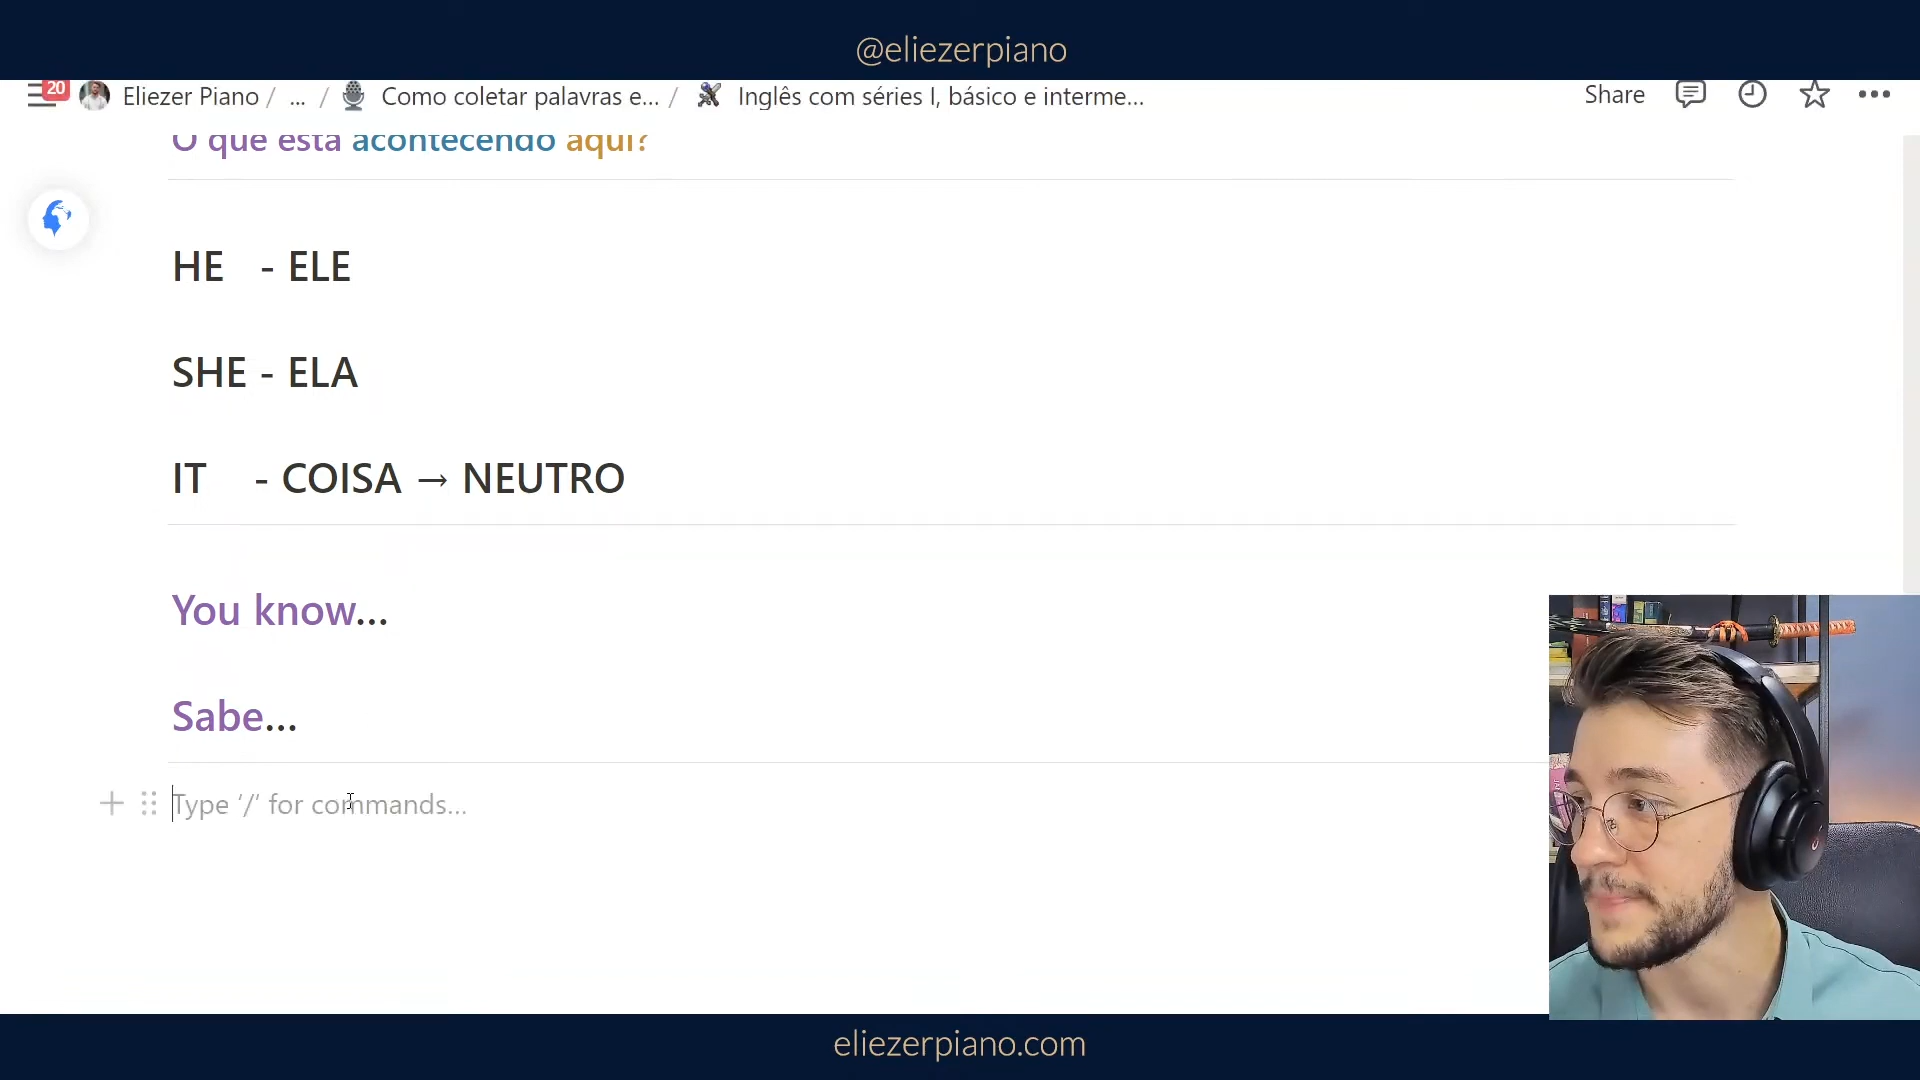 @eliezerpiano
20 Eliezer Piano / ... / Como coletar palavras e... / Inglês com séries I, básico e interme... Share
O que está acontecendo aqui?
HE - ELE
SHE - ELA
IT - COISA → NEUTRO
You know...
Sabe...
Type ‘/’ for commands...
eliezerpiano.com